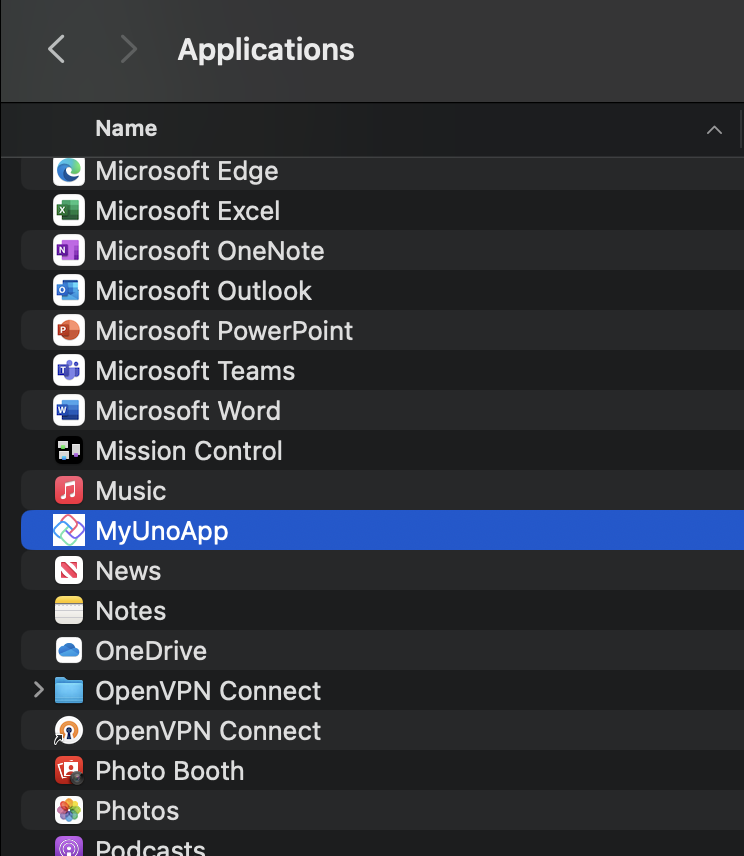 Applications
Name
Microsoft Edge
Microsoft Excel
Microsoft OneNote
Microsoft Outlook
Microsoft PowerPoint
Microsoft Teams
Microsoft Word
Mission Control
Music
MyUnoApp
News
Notes
OneDrive
OpenVPN Connect
OpenVPN Connect
Photo Booth
Photos
Podcasts